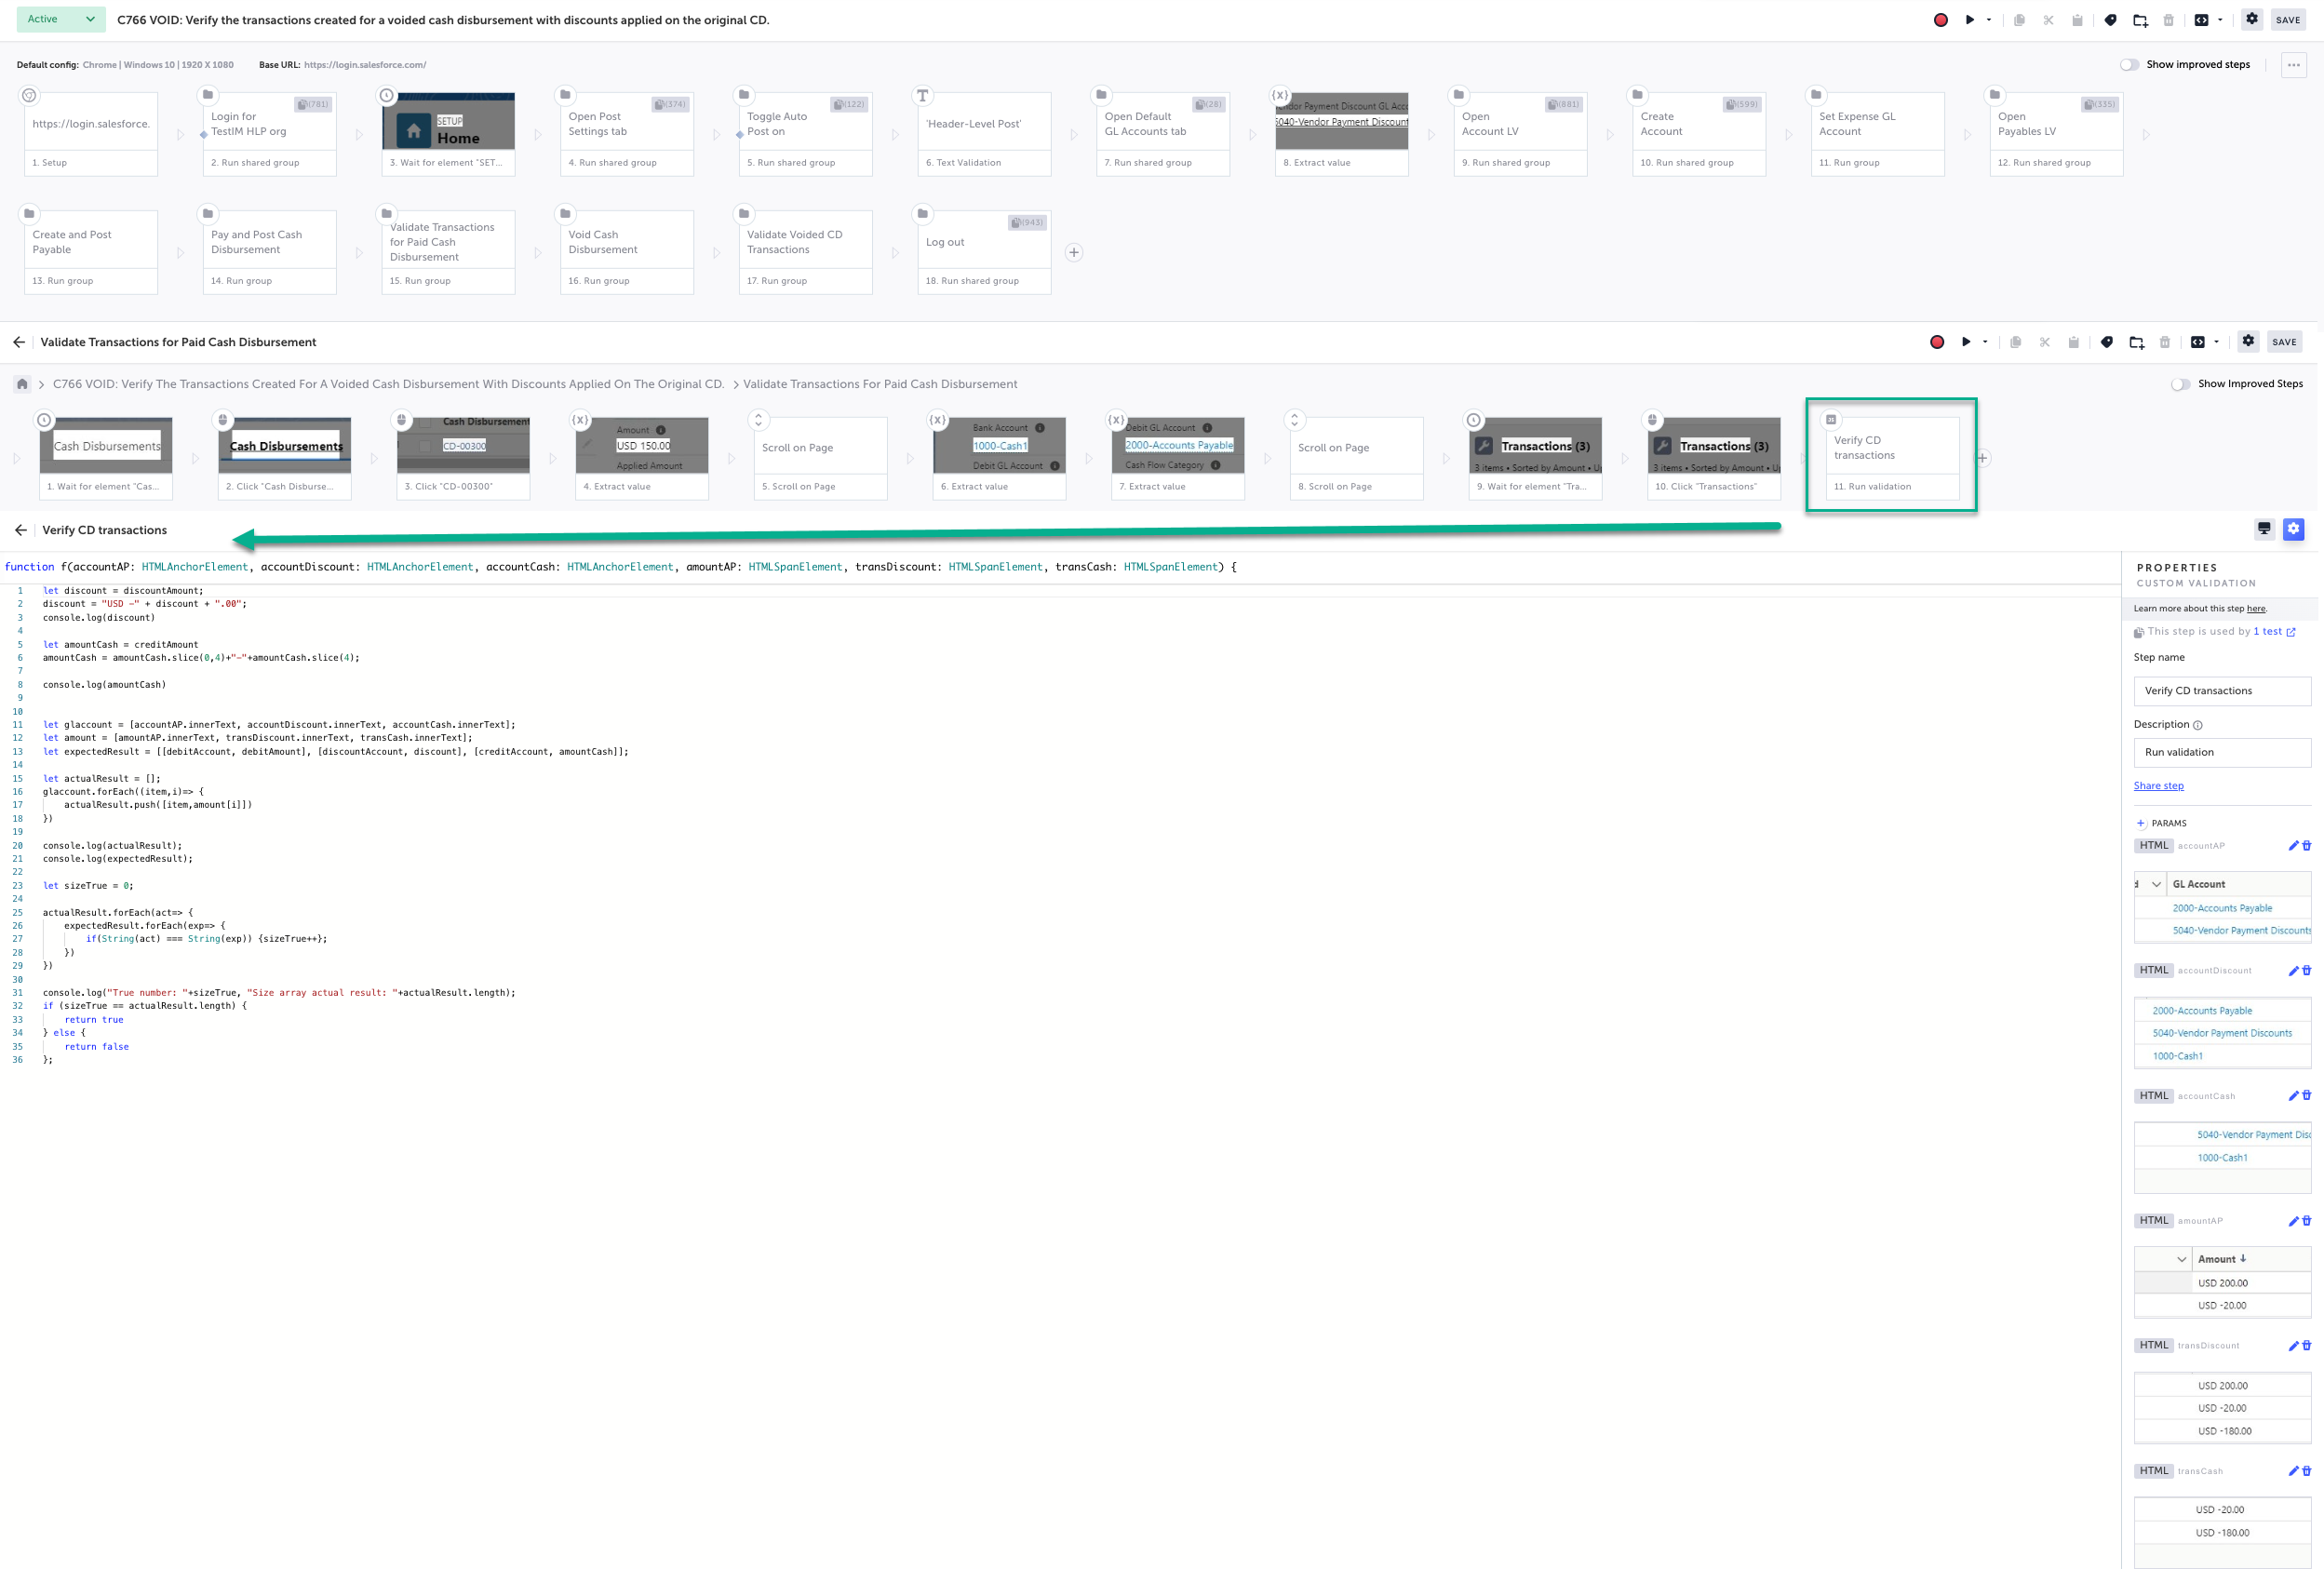 Active
C766 VOID: Verify the transactions created for a voided cash disbursement with discounts applied on the original CD.
SAVE
Default config: Chrome | Windows 10 | 1920 X 1080
Base URL: https://login.salesforce.com/
Show improved steps
https://login.salesforce.
1. Setup
(781)
Login for
TestIM HLP org
2. Run shared group
SETUP
Home
3. Wait for element "SET...
(374)
Open Post
Settings tab
4. Run shared group
(122)
Toggle Auto
Post on
5. Run shared group
'Header-Level Post'
6. Text Validation
(28)
Open Default
GL Accounts tab
7. Run shared group
endor Payment Discount GL Acc
5040-Vendor Payment Discount
8. Extract value
(881)
Open
Account LV
9. Run shared group
(599)
Create
Account
10. Run shared group
Set Expense GL
Account
11. Run group
(335)
Open
Payables LV
12. Run shared group
Create and Post
Payable
13. Run group
Pay and Post Cash
Disbursement
14. Run group
Validate Transactions
for Paid Cash
Disbursement
15. Run group
Void Cash
Disbursement
16. Run group
Validate Voided CD
Transactions
17. Run group
(943)
Log out
18. Run shared group
Validate Transactions for Paid Cash Disbursement
SAVE
C766 VOID: Verify The Transactions Created For A Voided Cash Disbursement With Discounts Applied On The Original CD. > Validate Transactions For Paid Cash Disbursement
Show Improved Steps
Cash Disbursements
1. Wait for element "Cas...
Cash Disbursements
2. Click "Cash Disburse...
Cash Disbursement
CD-00300
3. Click "CD-00300"
Amount
USD 150.00
Applied Amount
4. Extract value
Scroll on Page
5. Scroll on Page
Bank Account
1000-Cash1
Debit GL Account
6. Extract value
Debit GL Account
2000-Accounts Payable
Cash Flow Category
7. Extract value
Scroll on Page
8. Scroll on Page
Transactions (3)
3 items • Sorted by Amount • Up
9. Wait for element "Tra...
Transactions (3)
3 items • Sorted by Amount • Up
10. Click "Transactions"
Verify CD
transactions
11. Run validation
Verify CD transactions
function f(accountAP: HTMLAnchorElement, accountDiscount: HTMLAnchorElement, accountCash: HTMLAnchorElement, amountAP: HTMLSpanElement, transDiscount: HTMLSpanElement, transCash: HTMLSpanElement) {
1 let discount = discountAmount;
2 discount = "USD -" + discount + ".00";
3 console.log(discount)
4
5 let amountCash = creditAmount
6 amountCash = amountCash.slice(0,4)+"-"+amountCash.slice(4);
7
8 console.log(amountCash)
9
10
11 let glaccount = [accountAP.innerText, accountDiscount.innerText, accountCash.innerText];
12 let amount = [amountAP.innerText, transDiscount.innerText, transCash.innerText];
13 let expectedResult = [[debitAccount, debitAmount], [discountAccount, discount], [creditAccount, amountCash]];
14
15 let actualResult = [];
16 glaccount.forEach((item,i)=> {
17 actualResult.push([item,amount[i]])
18 })
19
20 console.log(actualResult);
21 console.log(expectedResult);
22
23 let sizeTrue = 0;
24
25 actualResult.forEach(act=> {
26 expectedResult.forEach(exp=> {
27 if(String(act) === String(exp)) {sizeTrue++};
28 })
29 })
30
31 console.log("True number: "+sizeTrue, "Size array actual result: "+actualResult.length);
32 if (sizeTrue == actualResult.length) {
33 return true
34 } else {
35 return false
36 };
PROPERTIES
CUSTOM VALIDATION
Learn more about this step here.
This step is used by 1 test
Step name
Verify CD transactions
Description
Run validation
Share step
+ PARAMS
HTML accountAP
d
GL Account
2000-Accounts Payable
5040-Vendor Payment Discounts
HTML accountDiscount
2000-Accounts Payable
5040-Vendor Payment Discounts
1000-Cash1
HTML accountCash
5040-Vendor Payment Disc
1000-Cash1
HTML amountAP
Amount ↓
USD 200.00
USD -20.00
HTML transDiscount
USD 200.00
USD -20.00
USD -180.00
HTML transCash
USD -20.00
USD -180.00